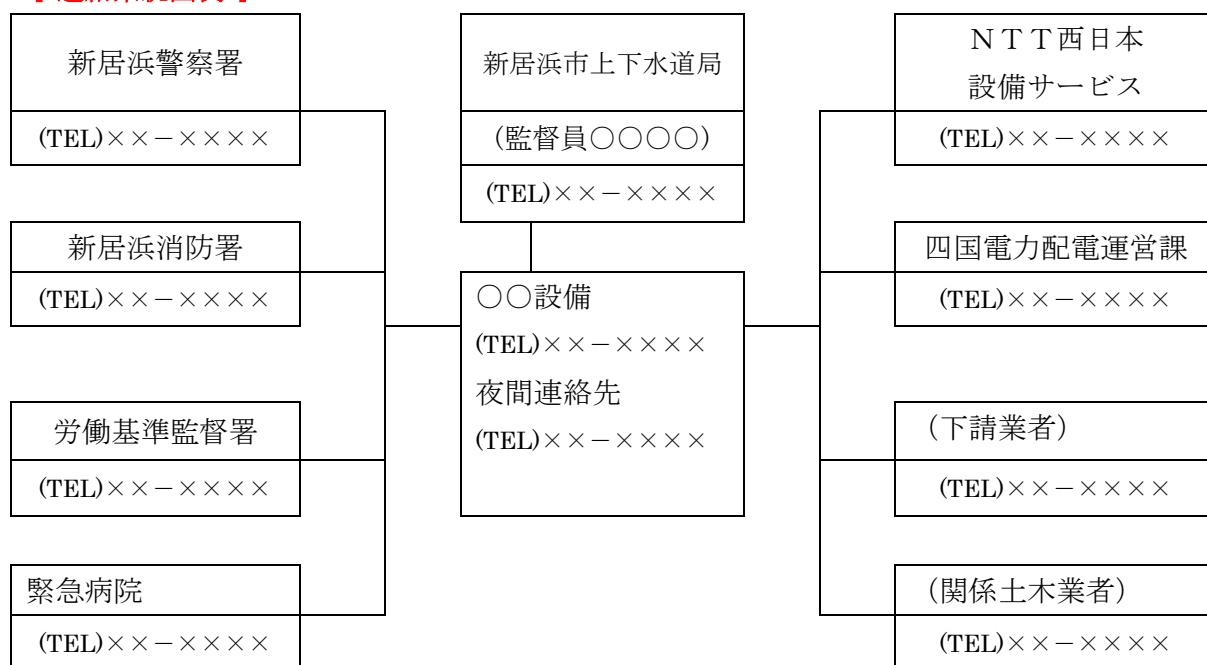 新居浜警察署
(TEL)××－××××
新居浜消防署
(TEL)××－××××
労働基準監督署
(TEL)××－××××
緊急病院
(TEL)××－××××
新居浜市上下水道局
（監督員○○○○）
(TEL)××－××××
○○設備
(TEL)××－××××
夜間連絡先
(TEL)××－××××
ＮＴＴ西日本
設備サービス
(TEL)××－××××
四国電力配電運営課
(TEL)××－××××
（下請業者）
(TEL)××－××××
（関係土木業者）
(TEL)××－××××